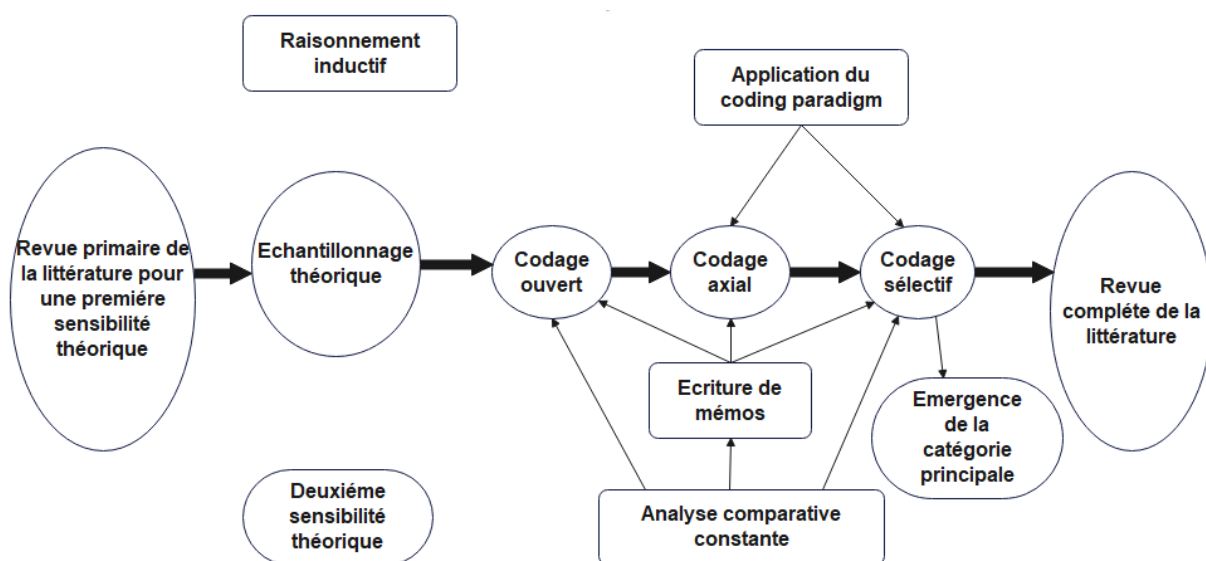 Raisonnement
inductif
Application du
coding paradigm
Revue primaire de
la littérature pour
une premiére
sensibilité
théorique
Echantillonnage
théorique
Codage
ouvert
Codage
axial
Codage
sélectif
Revue
compléte de la
littérature
Ecriture de
mémos
Emergence
de la
catégorie
principale
Deuxiéme
sensibilité
théorique
Analyse comparative
constante